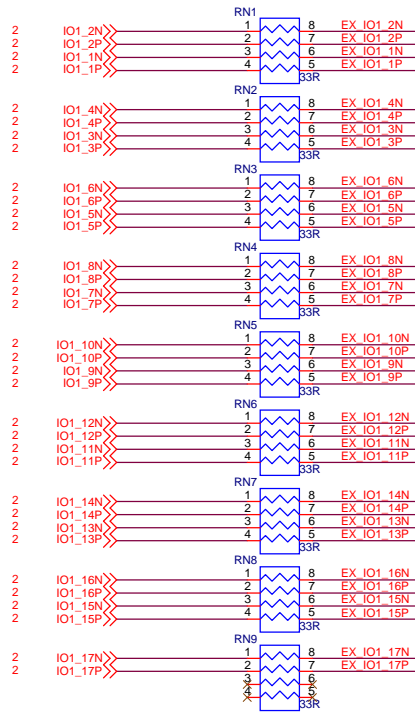 RN1
2 IO1_2N 1 8 EX_IO1_2N
2 IO1_2P 2 7 EX_IO1_2P
2 IO1_1N 3 6 EX_IO1_1N
2 IO1_1P 4 5 EX_IO1_1P
33R
RN2
2 IO1_4N 1 8 EX_IO1_4N
2 IO1_4P 2 7 EX_IO1_4P
2 IO1_3N 3 6 EX_IO1_3N
2 IO1_3P 4 5 EX_IO1_3P
33R
RN3
2 IO1_6N 1 8 EX_IO1_6N
2 IO1_6P 2 7 EX_IO1_6P
2 IO1_5N 3 6 EX_IO1_5N
2 IO1_5P 4 5 EX_IO1_5P
33R
RN4
2 IO1_8N 1 8 EX_IO1_8N
2 IO1_8P 2 7 EX_IO1_8P
2 IO1_7N 3 6 EX_IO1_7N
2 IO1_7P 4 5 EX_IO1_7P
33R
RN5
2 IO1_10N 1 8 EX_IO1_10N
2 IO1_10P 2 7 EX_IO1_10P
2 IO1_9N 3 6 EX_IO1_9N
2 IO1_9P 4 5 EX_IO1_9P
33R
RN6
2 IO1_12N 1 8 EX_IO1_12N
2 IO1_12P 2 7 EX_IO1_12P
2 IO1_11N 3 6 EX_IO1_11N
2 IO1_11P 4 5 EX_IO1_11P
33R
RN7
2 IO1_14N 1 8 EX_IO1_14N
2 IO1_14P 2 7 EX_IO1_14P
2 IO1_13N 3 6 EX_IO1_13N
2 IO1_13P 4 5 EX_IO1_13P
33R
RN8
2 IO1_16N 1 8 EX_IO1_16N
2 IO1_16P 2 7 EX_IO1_16P
2 IO1_15N 3 6 EX_IO1_15N
2 IO1_15P 4 5 EX_IO1_15P
33R
RN9
2 IO1_17N 1 8 EX_IO1_17N
2 IO1_17P 2 7 EX_IO1_17P
3 6
4 5
33R